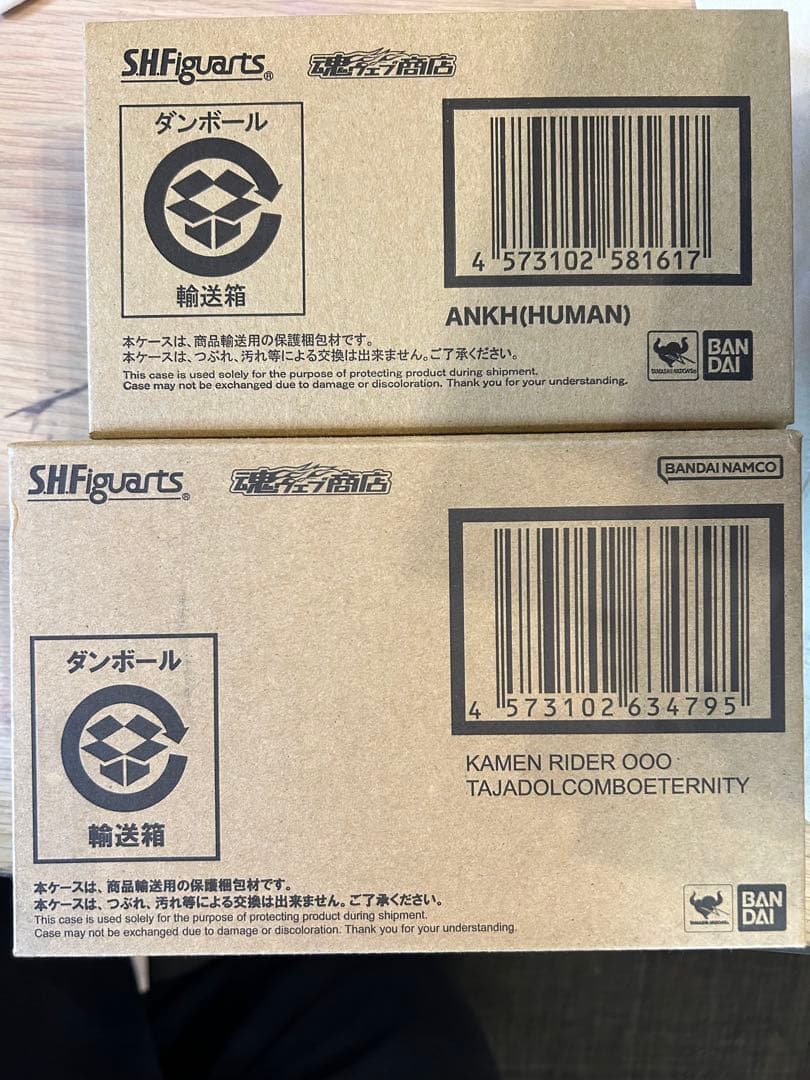 S.H.Figuarts®
魂ウェブ商店
ダンボール
輸送箱
4 573102 581617
ANKH(HUMAN)
本ケースは、商品輸送用の保護梱包材です。
本ケースは、つぶれ、汚れ等による交換は出来ません。ご了承ください。
This case is used solely for the purpose of protecting product during shipment.
Case may not be exchanged due to damage or discoloration. Thank you for your understanding.
TAMASHII NATIONS
BAN
DAI
S.H.Figuarts®
魂ウェブ商店
BANDAI NAMCO
ダンボール
輸送箱
4 573102 634795
KAMEN RIDER OOO
TAJADOLCOMBOETERNITY
本ケースは、商品輸送用の保護梱包材です。
本ケースは、つぶれ、汚れ等による交換は出来ません。ご了承ください。
This case is used solely for the purpose of protecting product during shipment.
Case may not be exchanged due to damage or discoloration. Thank you for your understanding.
TAMASHII NATIONS
BAN
DAI